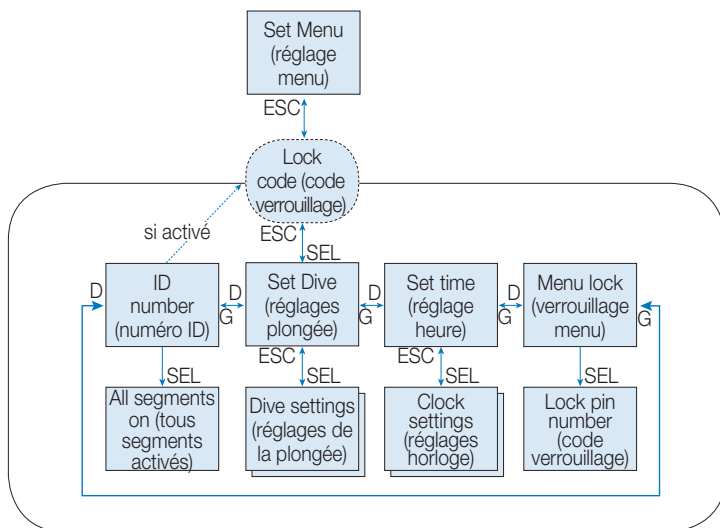 Set Menu
(réglage
menu)
ESC
Lock
code (code
verrouillage)
si activé
ESC
SEL
D
ID
number
(numéro ID)
D
G
Set Dive
(réglages
plongée)
D
G
Set time
(réglage
heure)
D
G
Menu lock
(verrouillage
menu)
G
SEL
ESC
SEL
ESC
SEL
SEL
All segments
on (tous
segments
activés)
Dive settings
(réglages de
la plongée)
Clock
settings
(réglages
horloge)
Lock pin
number
(code
verrouillage)